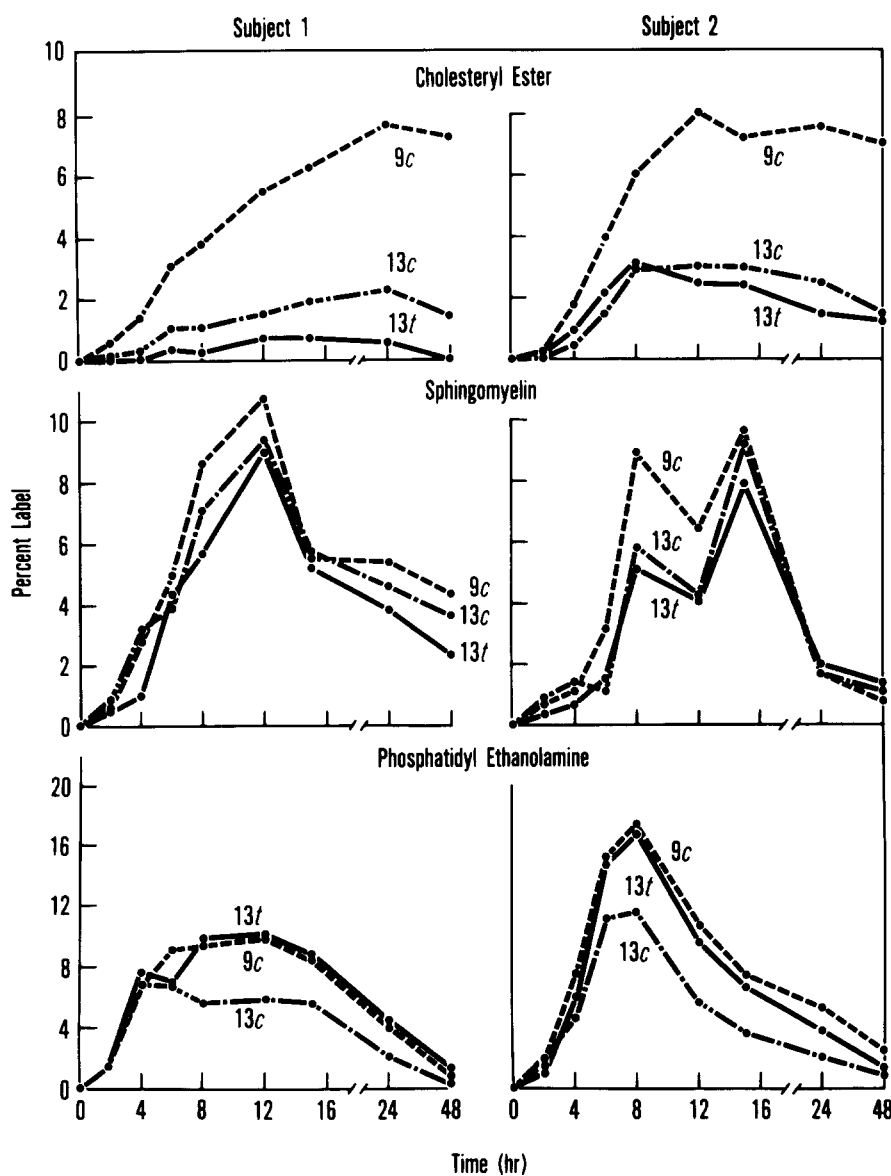 Subject 1
Subject 2
Cholesteryl Ester
10
8
6
4
2
0
9c
13c
13t
9c
13c
13t
Sphingomyelin
Percent Label
10
8
6
4
2
0
9c
13c
13t
9c
13c
13t
Phosphatidyl Ethanolamine
20
16
12
8
4
0
13t
9c
13c
9c
13t
13c
0 4 8 12 16 24 48
0 4 8 12 16 24 48
Time (hr)